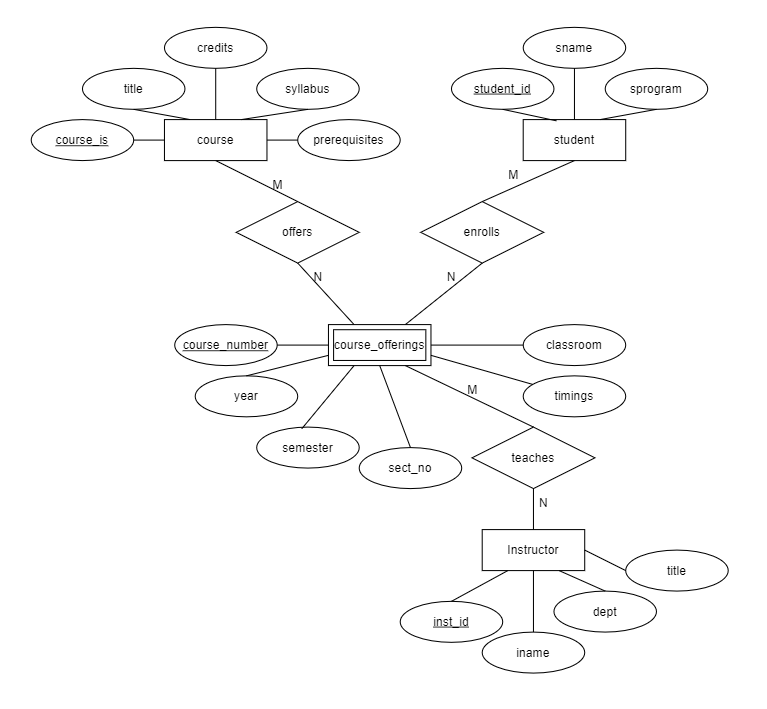 credits
sname
title
syllabus
student_id
sprogram
course_is
course
prerequisites
student
M
M
offers
enrolls
N
N
course_number
course_offerings
classroom
year
M
timings
semester
sect_no
teaches
N
Instructor
title
inst_id
dept
iname